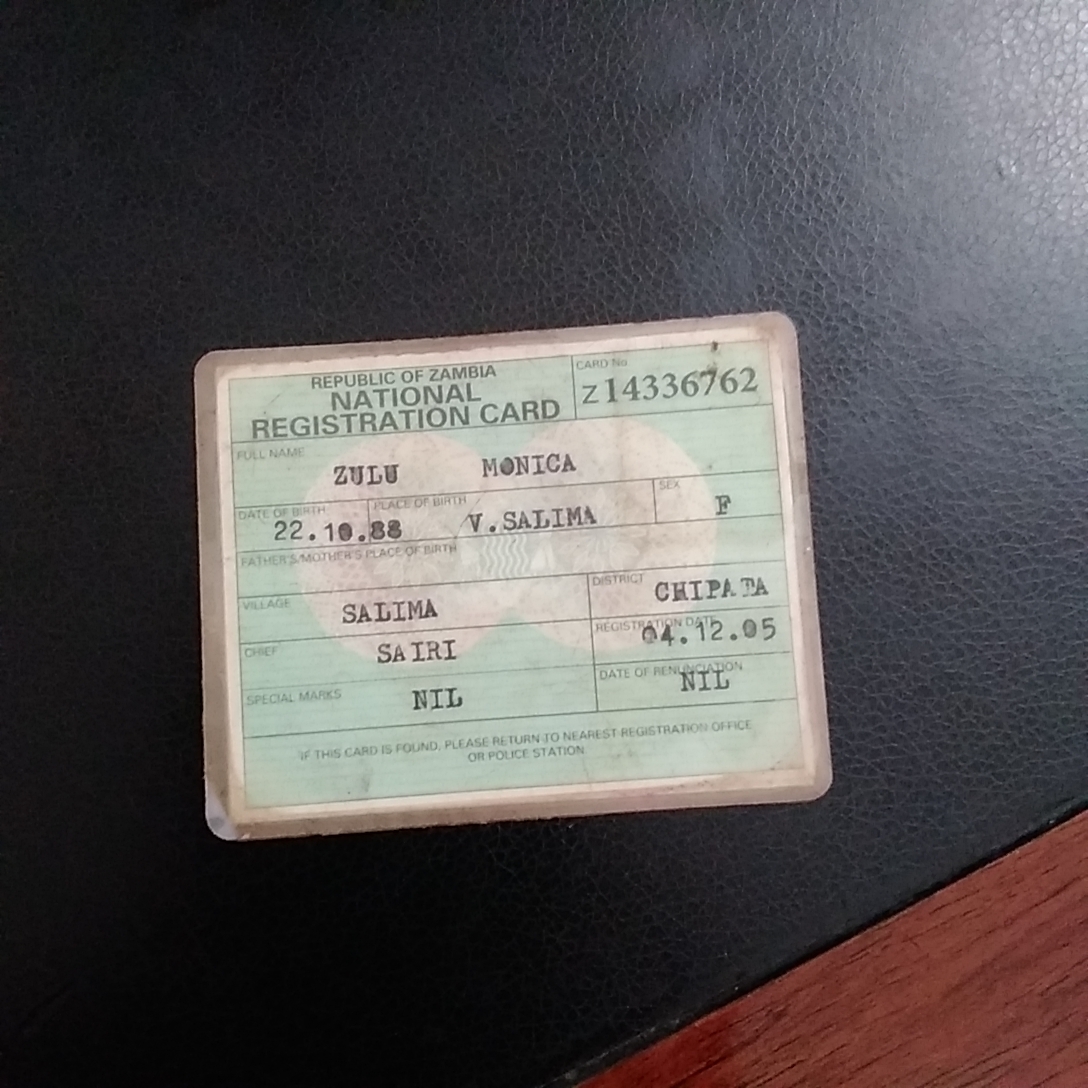 REPUBLIC OF ZAMBIA
NATIONAL
REGISTRATION CARD
CARD No
Z14336762
FULL NAME
ZULU MONICA
DATE OF BIRTH
22.10.88
PLACE OF BIRTH
V.SALIMA
SEX
F
FATHER'S/MOTHER'S PLACE OF BIRTH
VILLAGE
SALIMA
DISTRICT
CHIPATA
CHIEF
SAIRI
REGISTRATION DATE
04.12.05
SPECIAL MARKS
NIL
DATE OF RENUNCIATION
NIL
IF THIS CARD IS FOUND, PLEASE RETURN TO NEAREST REGISTRATION OFFICE
OR POLICE STATION